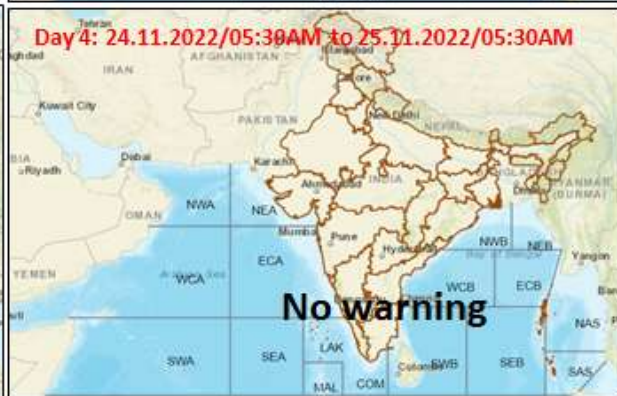 Tehran
Day 4: 24.11.2022/05:30AM to 25.11.2022/05:30AM
AFGHANISTAN
IRAN
Kuwait City
PAKISTAN
New Delhi
NEPAL
Riyadh
Dubai
Karachi
Ahmedabad
INDIA
MYANMAR
(BURMA)
OMAN
NWA
NEA
Mumbai
Pune
Hyderabad
NWB
NEB
Yangon
YEMEN
WCA
ECA
WCB
ECB
No warning
NAS
SWA
SEA
LAK
MAL
COM
Colombo
SWB
SEB
SAS